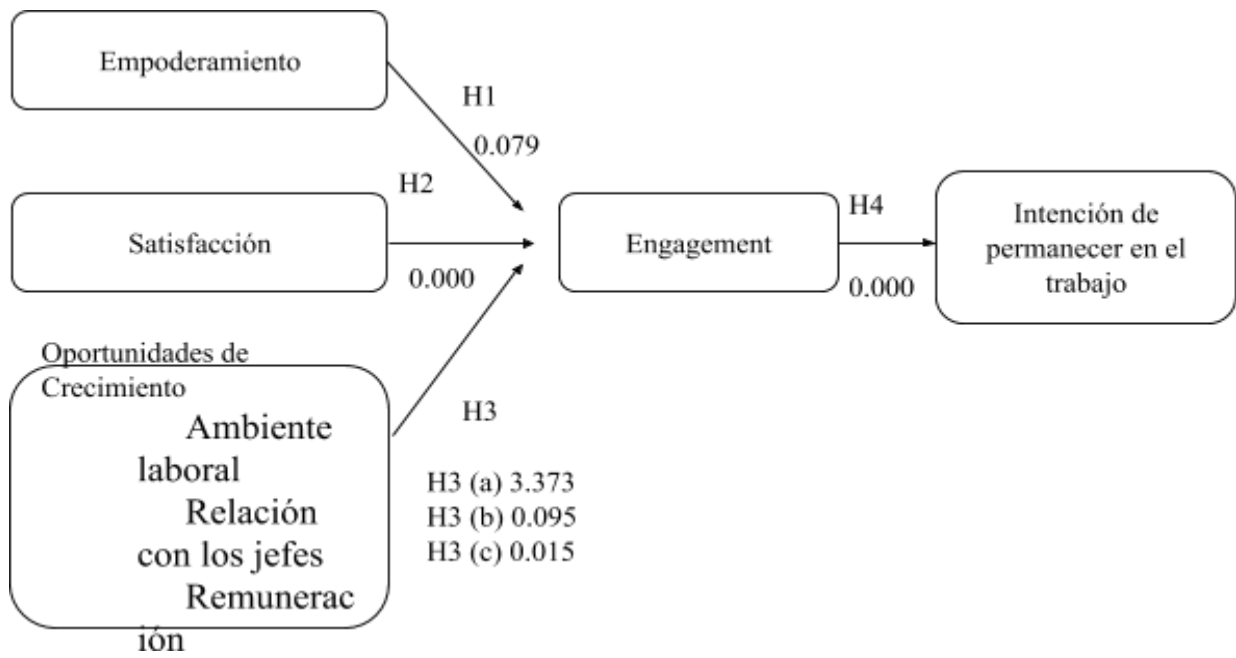 Empoderamiento
H1
0.079
H2
Satisfacción
0.000
Engagement
H4
0.000
Intención de
permanecer en el
trabajo
Oportunidades de
Crecimiento
Ambiente
laboral
Relación
con los jefes
Remunerac
ión
H3
H3 (a) 3.373
H3 (b) 0.095
H3 (c) 0.015